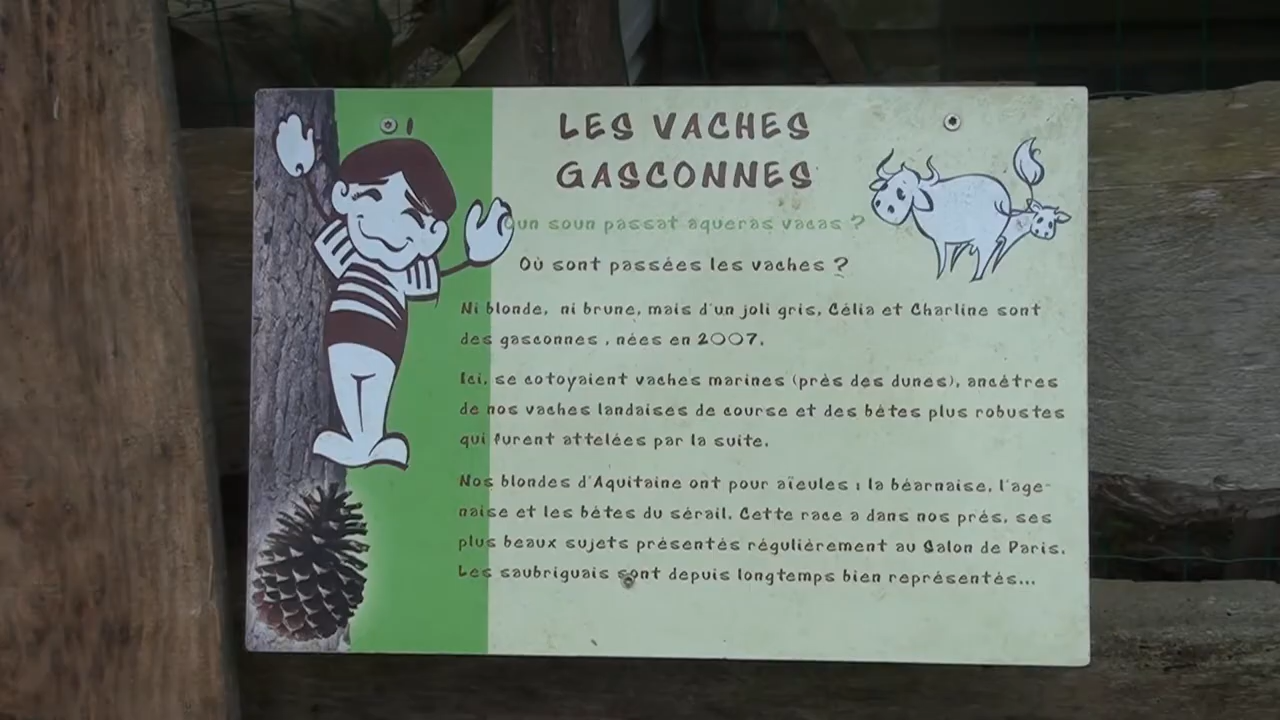 LES VACHES
GASCONNES
Qun soun passat aqueras vacas ?
Où sont passées les vaches ?
Ni blonde, ni brune, mais d'un joli gris, Célia et Charline sont
des gasconnes , nées en 2007.
Ici, se cotoyaient vaches marines (près des dunes), ancêtres
de nos vaches landaises de course et des bêtes plus robustes
qui furent attelées par la suite.
Nos blondes d'Aquitaine ont pour aïeules : la béarnaise, l'age-
naise et les bêtes du sérail. Cette race a dans nos prés, ses
plus beaux sujets présentés régulièrement au Salon de Paris.
Les saubriguais sont depuis longtemps bien représentés...